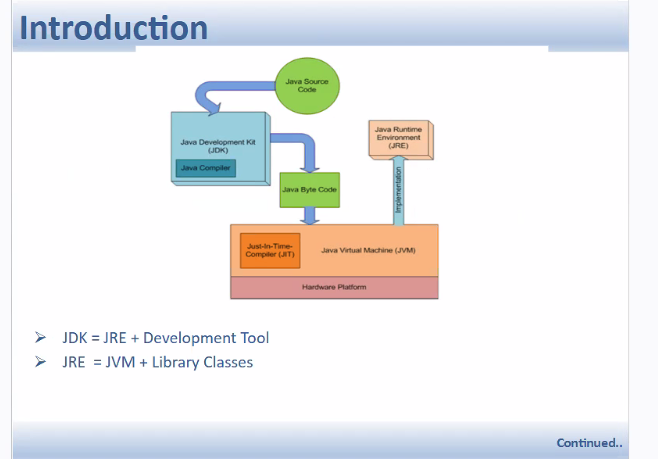 Introduction
Java Source
Code
Java Development Kit
(JDK)
Java Compiler
Java Runtime
Environment
(JRE)
Implementation
Java Byte Code
Just-In-Time-
Compiler (JIT)
Java Virtual Machine (JVM)
Hardware Platform
JDK = JRE + Development Tool
JRE = JVM + Library Classes
Continued..